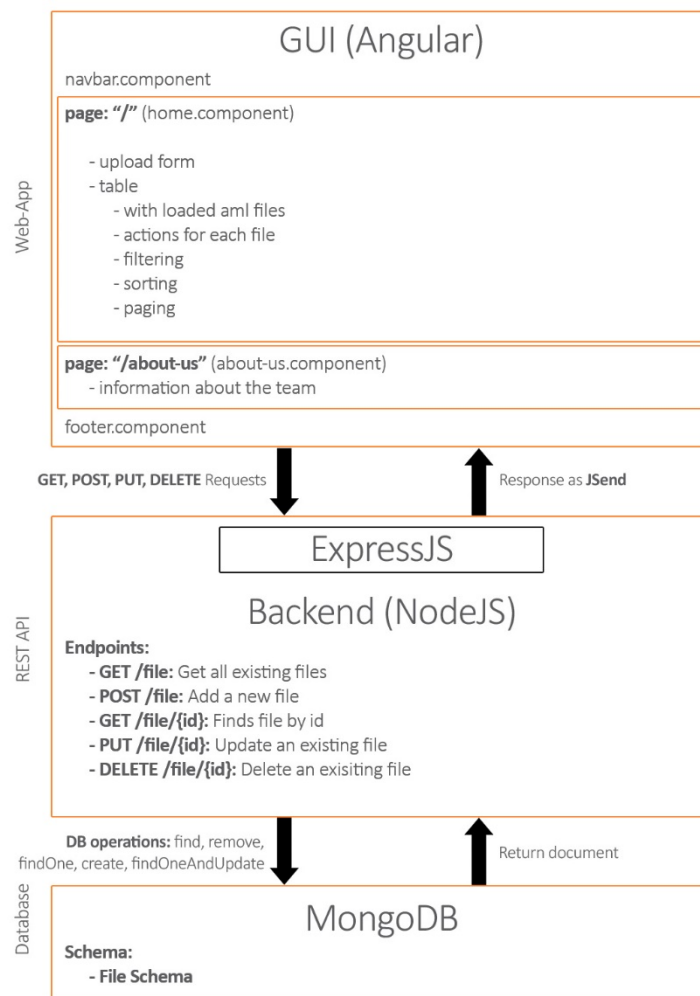 GUI (Angular)
navbar.component
page: “/” (home.component)
- upload form
- table
- with loaded aml files
- actions for each file
- filtering
- sorting
- paging
Web-App
page: “/about-us” (about-us.component)
- information about the team
footer.component
GET, POST, PUT, DELETE Requests
Response as JSend
ExpressJS
Backend (NodeJS)
REST API
Endpoints:
- GET /file: Get all existing files
- POST /file: Add a new file
- GET /file/{id}: Finds file by id
- PUT /file/{id}: Update an existing file
- DELETE /file/{id}: Delete an exisiting file
DB operations: find, remove,
findOne, create, findOneAndUpdate
Return document
Database
MongoDB
Schema:
- File Schema